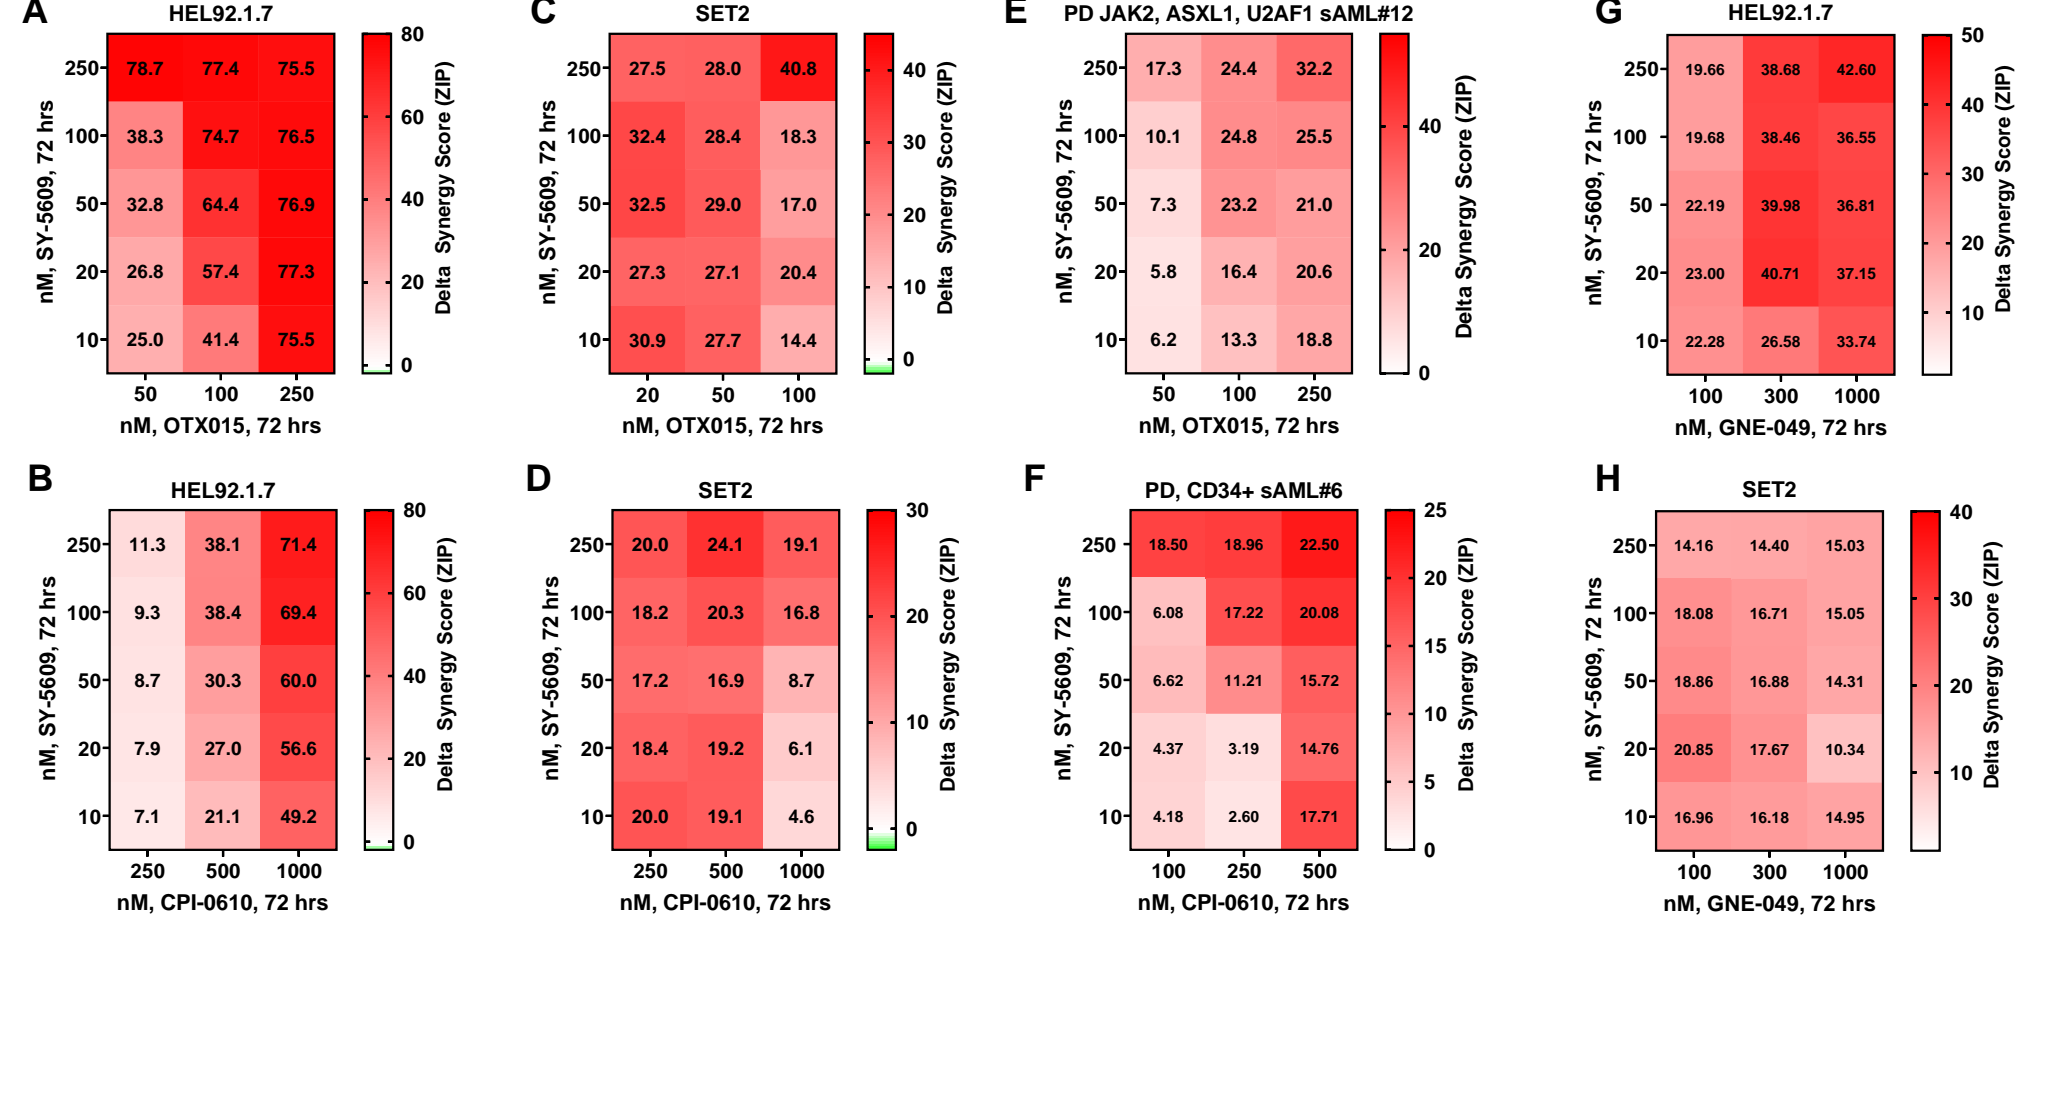 A
HEL92.1.7
nM, SY-5609, 72 hrs
250 78.7 77.4 75.5
100 38.3 74.7 76.5
50 32.8 64.4 76.9
20 26.8 57.4 77.3
10 25.0 41.4 75.5
50 100 250
nM, OTX015, 72 hrs
80
60
40
20
0
Delta Synergy Score (ZIP)
C
SET2
nM, SY-5609, 72 hrs
250 27.5 28.0 40.8
100 32.4 28.4 18.3
50 32.5 29.0 17.0
20 27.3 27.1 20.4
10 30.9 27.7 14.4
20 50 100
nM, OTX015, 72 hrs
40
30
20
10
0
Delta Synergy Score (ZIP)
E
PD JAK2, ASXL1, U2AF1 sAML#12
nM, SY-5609, 72 hrs
250 17.3 24.4 32.2
100 10.1 24.8 25.5
50 7.3 23.2 21.0
20 5.8 16.4 20.6
10 6.2 13.3 18.8
50 100 250
nM, OTX015, 72 hrs
40
20
0
Delta Synergy Score (ZIP)
G
HEL92.1.7
nM, SY-5609, 72 hrs
250 19.66 38.68 42.60
100 19.68 38.46 36.55
50 22.19 39.98 36.81
20 23.00 40.71 37.15
10 22.28 26.58 33.74
100 300 1000
nM, GNE-049, 72 hrs
50
40
30
20
10
Delta Synergy Score (ZIP)
B
HEL92.1.7
nM, SY-5609, 72 hrs
250 11.3 38.1 71.4
100 9.3 38.4 69.4
50 8.7 30.3 60.0
20 7.9 27.0 56.6
10 7.1 21.1 49.2
250 500 1000
nM, CPI-0610, 72 hrs
80
60
40
20
0
Delta Synergy Score (ZIP)
D
SET2
nM, SY-5609, 72 hrs
250 20.0 24.1 19.1
100 18.2 20.3 16.8
50 17.2 16.9 8.7
20 18.4 19.2 6.1
10 20.0 19.1 4.6
250 500 1000
nM, CPI-0610, 72 hrs
30
20
10
0
Delta Synergy Score (ZIP)
F
PD, CD34+ sAML#6
nM, SY-5609, 72 hrs
250 18.50 18.96 22.50
100 6.08 17.22 20.08
50 6.62 11.21 15.72
20 4.37 3.19 14.76
10 4.18 2.60 17.71
100 250 500
nM, CPI-0610, 72 hrs
25
20
15
10
5
0
Delta Synergy Score (ZIP)
H
SET2
nM, SY-5609, 72 hrs
250 14.16 14.40 15.03
100 18.08 16.71 15.05
50 18.86 16.88 14.31
20 20.85 17.67 10.34
10 16.96 16.18 14.95
100 300 1000
nM, GNE-049, 72 hrs
40
30
20
10
Delta Synergy Score (ZIP)